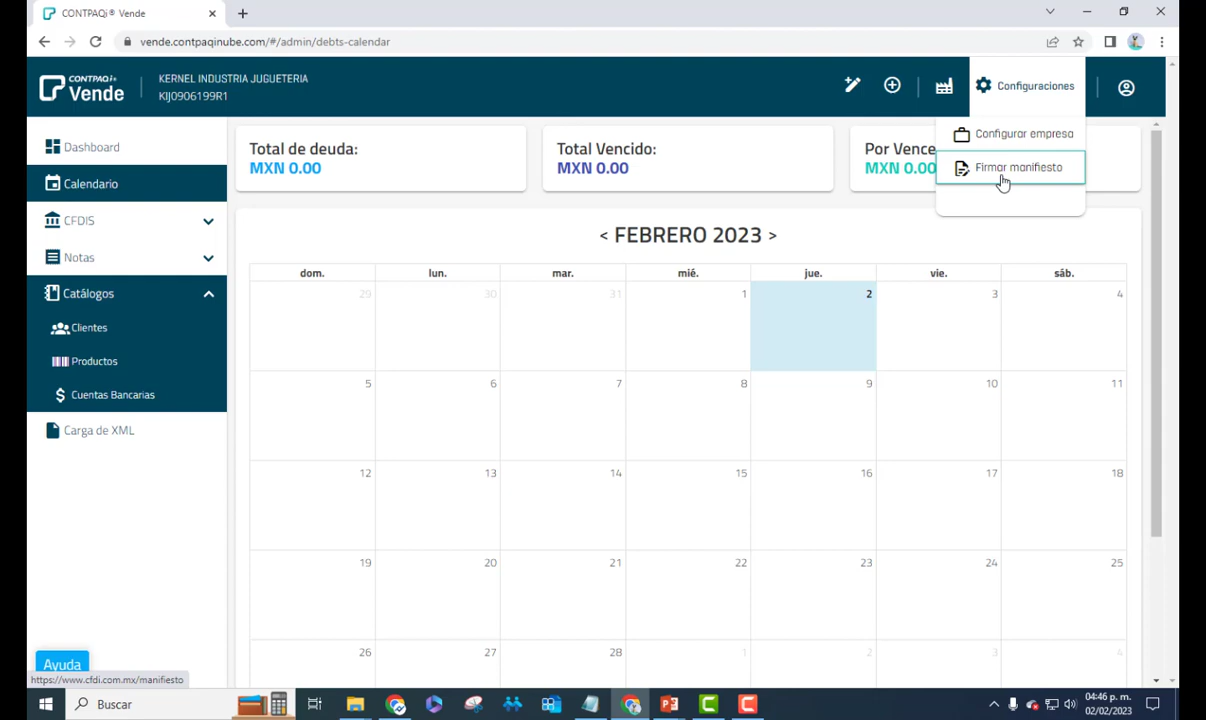 CONTPAQi® Vende
vende.contpaqinube.com/#/admin/debts-calendar
CONTPAQi®
Vende
KERNEL INDUSTRIA JUGUETERIA
KIJ0906199R1
Configuraciones
Configurar empresa
Firmar manifiesto
Dashboard
Calendario
CFDIS
Notas
Catálogos
Clientes
Productos
Cuentas Bancarias
Carga de XML
Total de deuda:
MXN 0.00
Total Vencido:
MXN 0.00
Por Vence
MXN 0.00
< FEBRERO 2023 >
dom. lun. mar. mié. jue. vie. sáb.
29 30 31 1 2 3 4
5 6 7 8 9 10 11
12 13 14 15 16 17 18
19 20 21 22 23 24 25
26 27 28 1 2 3 4
Ayuda
https://www.cfdi.com.mx/manifiesto
Buscar
04:46 p. m.
02/02/2023